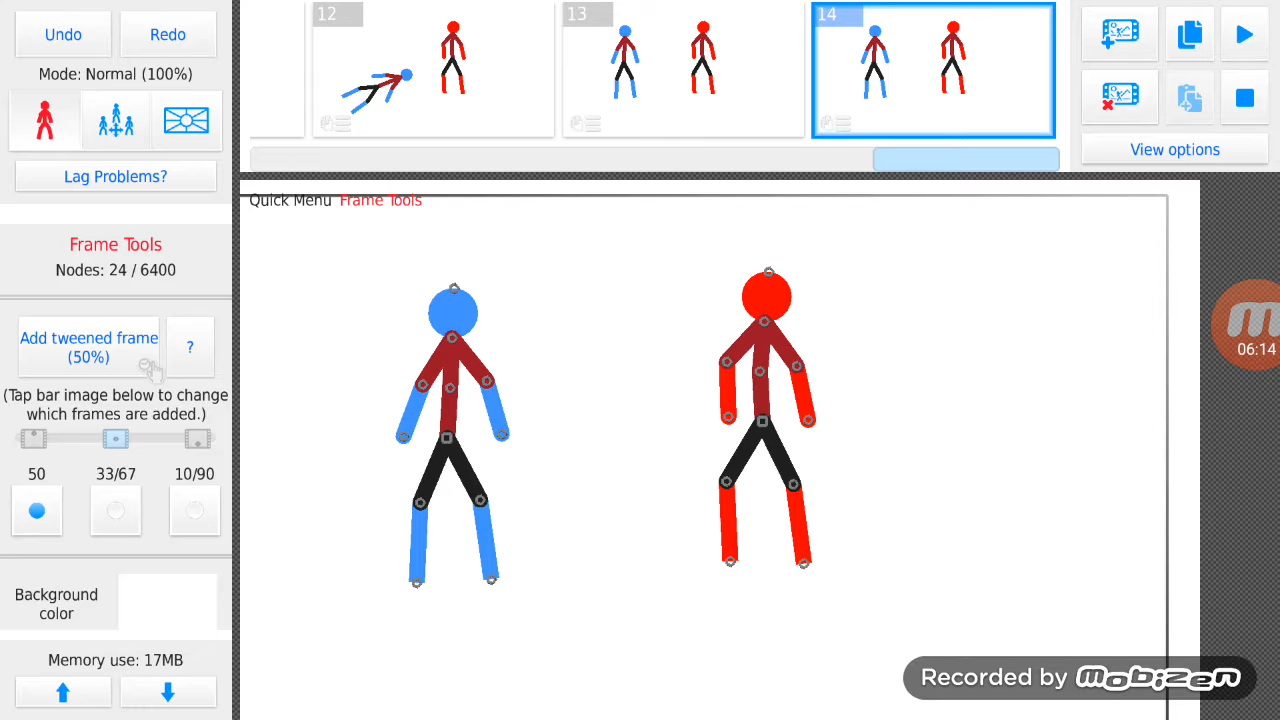 Undo
Redo
Mode: Normal (100%)
Lag Problems?
Frame Tools
Nodes: 24 / 6400
Add tweened frame
(50%)
?
(Tap bar image below to change
which frames are added.)
50
33/67
10/90
Background
color
Memory use: 17MB
12
13
14
View options
Quick Menu Frame Tools
06:14
Recorded by mobizen